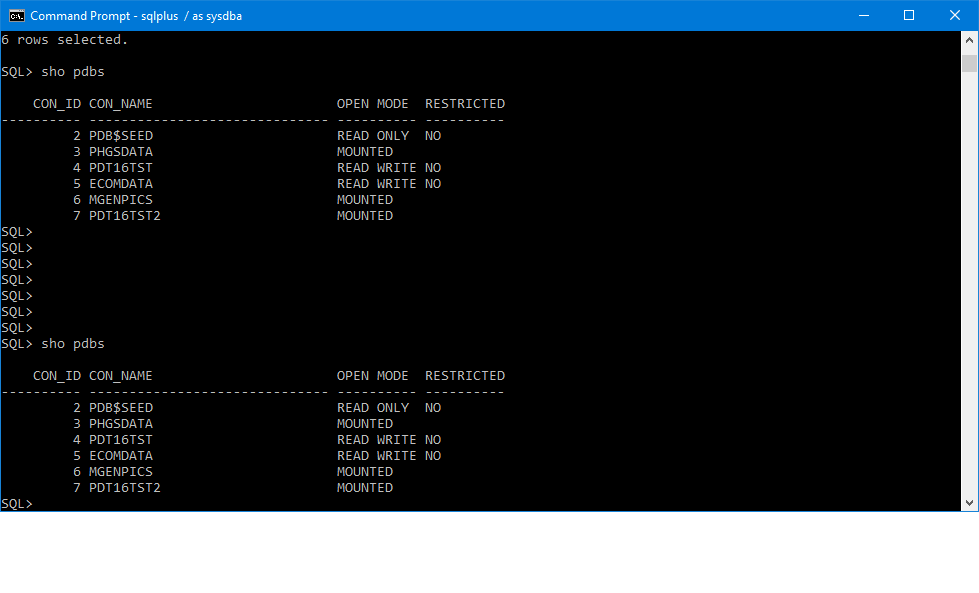 Command Prompt - sqlplus / as sysdba
6 rows selected.
SQL> sho pdbs
CON_ID CON_NAME OPEN MODE RESTRICTED
---------- ------------------------------ ---------- ----------
2 PDB$SEED READ ONLY NO
3 PHGSDATA MOUNTED
4 PDT16TST READ WRITE NO
5 ECOMDATA READ WRITE NO
6 MGENPICS MOUNTED
7 PDT16TST2 MOUNTED
SQL>
SQL>
SQL>
SQL>
SQL>
SQL>
SQL>
SQL> sho pdbs
CON_ID CON_NAME OPEN MODE RESTRICTED
---------- ------------------------------ ---------- ----------
2 PDB$SEED READ ONLY NO
3 PHGSDATA MOUNTED
4 PDT16TST READ WRITE NO
5 ECOMDATA READ WRITE NO
6 MGENPICS MOUNTED
7 PDT16TST2 MOUNTED
SQL>